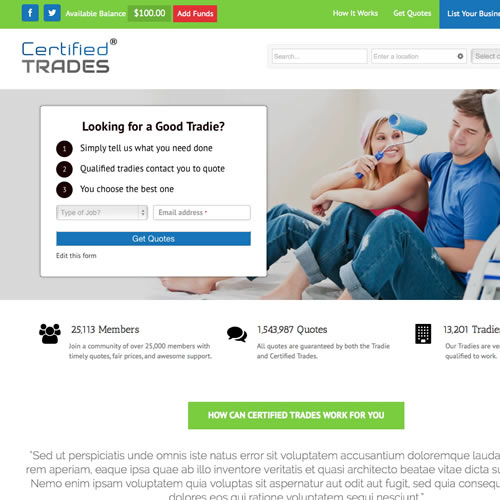 Available Balance $100.00 Add Funds How It Works Get Quotes List Your Busin
Certified®
TRADES
Search... Enter a location Select
Looking for a Good Tradie?
1 Simply tell us what you need done
2 Qualified tradies contact you to quote
3 You choose the best one
Type of Job? Email address *
Get Quotes
Edit this form
25,113 Members 1,543,987 Quotes 13,201 Tradies
Join a community of over 25,000 members with All quotes are guaranteed by both the Tradie Our Tradies are ve
timely quotes, fair prices, and awesome support. and Certified Trades. qualified to work.
HOW CAN CERTIFIED TRADES WORK FOR YOU
"Sed ut perspiciatis unde omnis iste natus error sit voluptatem accusantium doloremque lauda
rem aperiam, eaque ipsa quae ab illo inventore veritatis et quasi architecto beatae vitae dicta s
Nemo enim ipsam voluptatem quia voluptas sit aspernatur aut odit aut fugit, sed quia consequ
dolores eos qui ratione voluptatem sequi nesciunt."